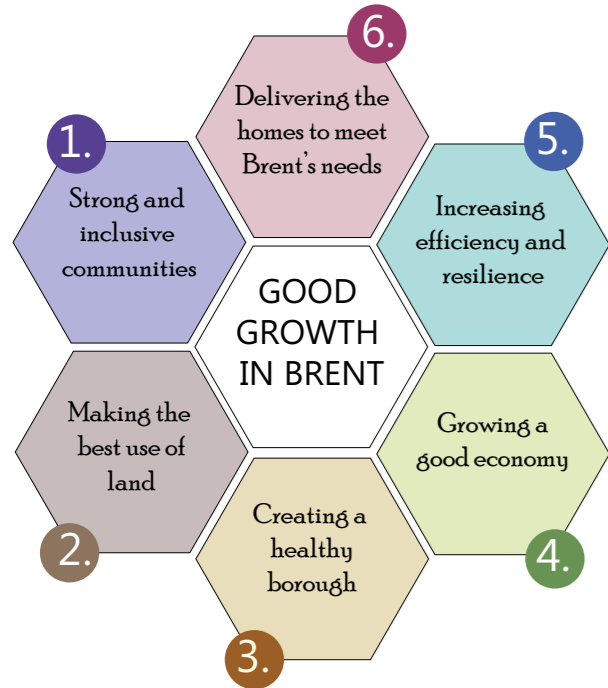 6.
Delivering the
homes to meet
Brent's needs
1.
Strong and
inclusive
communities
5.
Increasing
efficiency and
resilience
GOOD
GROWTH
IN BRENT
Making the
best use of
land
2.
Growing a
good economy
4.
Creating a
healthy
borough
3.